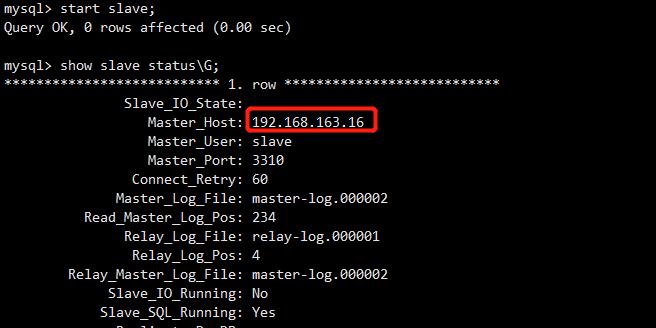 mysql> start slave;
Query OK, 0 rows affected (0.00 sec)
mysql> show slave status\G;
*************************** 1. row ***************************
Slave_IO_State:
Master_Host: 192.168.163.16
Master_User: slave
Master_Port: 3310
Connect_Retry: 60
Master_Log_File: master-log.000002
Read_Master_Log_Pos: 234
Relay_Log_File: relay-log.000001
Relay_Log_Pos: 4
Relay_Master_Log_File: master-log.000002
Slave_IO_Running: No
Slave_SQL_Running: Yes